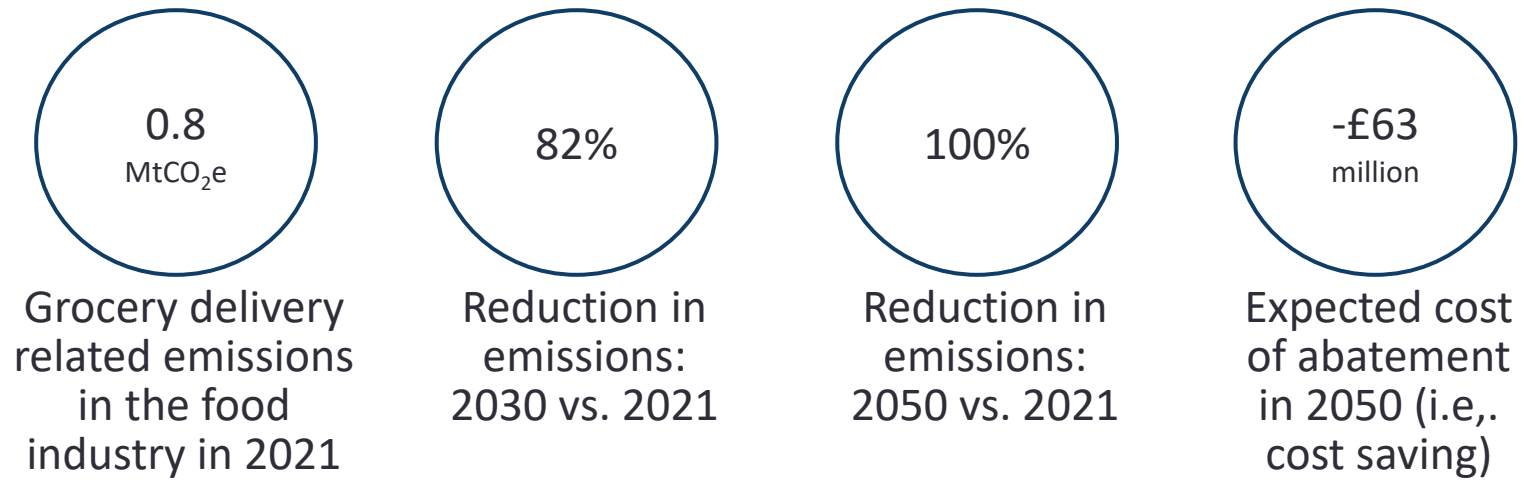 0.8
MtCO₂e
Grocery delivery
related emissions
in the food
industry in 2021
82%
Reduction in
emissions:
2030 vs. 2021
100%
Reduction in
emissions:
2050 vs. 2021
-£63
million
Expected cost
of abatement
in 2050 (i.e,.
cost saving)